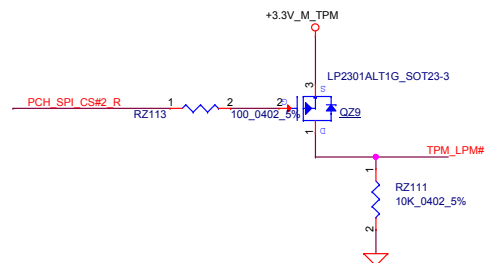 +3.3V_M_TPM
LP2301ALT1G_SOT23-3
S
3
PCH_SPI_CS#2_R
1
2
2
G
RZ113
100_0402_5%
QZ9
1
D
TPM_LPM#
1
RZ111
10K_0402_5%
2